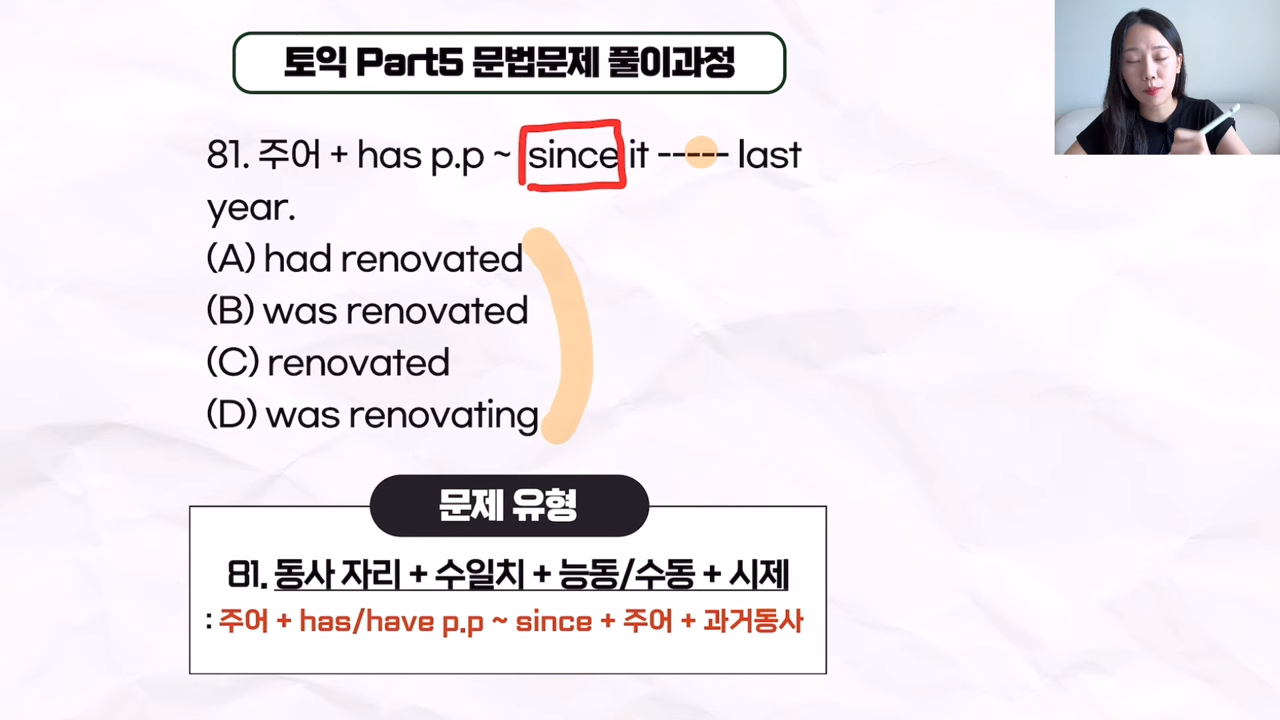 토익 Part5 문법문제 풀이과정
81. 주어 + has p.p ~ since it ----- last
year.
(A) had renovated
(B) was renovated
(C) renovated
(D) was renovating
문제 유형
81. 동사 자리 + 수일치 + 능동/수동 + 시제
: 주어 + has/have p.p ~ since + 주어 + 과거동사